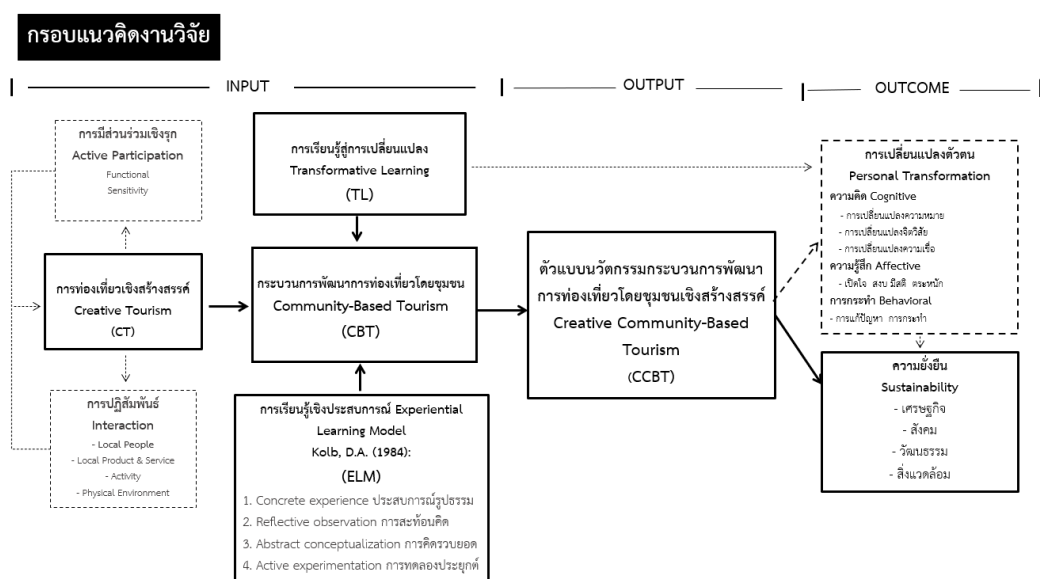 กรอบแนวคิดงานวิจัย
INPUT
OUTPUT
OUTCOME
การมีส่วนร่วมเชิงรุก
Active Participation
Functional
Sensitivity
การท่องเที่ยวเชิงสร้างสรรค์
Creative Tourism
(CT)
การปฏิสัมพันธ์
Interaction
- Local People
- Local Product & Service
- Activity
- Physical Environment
การเรียนรู้สู่การเปลี่ยนแปลง
Transformative Learning
(TL)
กระบวนการพัฒนาการท่องเที่ยวโดยชุมชน
Community-Based Tourism
(CBT)
การเรียนรู้เชิงประสบการณ์ Experiential
Learning Model
Kolb, D.A. (1984):
(ELM)
1. Concrete experience ประสบการณ์รูปธรรม
2. Reflective observation การสะท้อนคิด
3. Abstract conceptualization การคิดรวบยอด
4. Active experimentation การทดลองประยุกต์
ตัวแบบนวัตกรรมกระบวนการพัฒนา
การท่องเที่ยวโดยชุมชนเชิงสร้างสรรค์
Creative Community-Based
Tourism
(CCBT)
การเปลี่ยนแปลงตัวตน
Personal Transformation
ความคิด Cognitive
- การเปลี่ยนแปลงความหมาย
- การเปลี่ยนแปลงจิตวิสัย
- การเปลี่ยนแปลงความเชื่อ
ความรู้สึก Affective
- เปิดใจ สงบ มีสติ ตระหนัก
การกระทำ Behavioral
- การแก้ปัญหา การกระทำ
ความยั่งยืน
Sustainability
- เศรษฐกิจ
- สังคม
- วัฒนธรรม
- สิ่งแวดล้อม